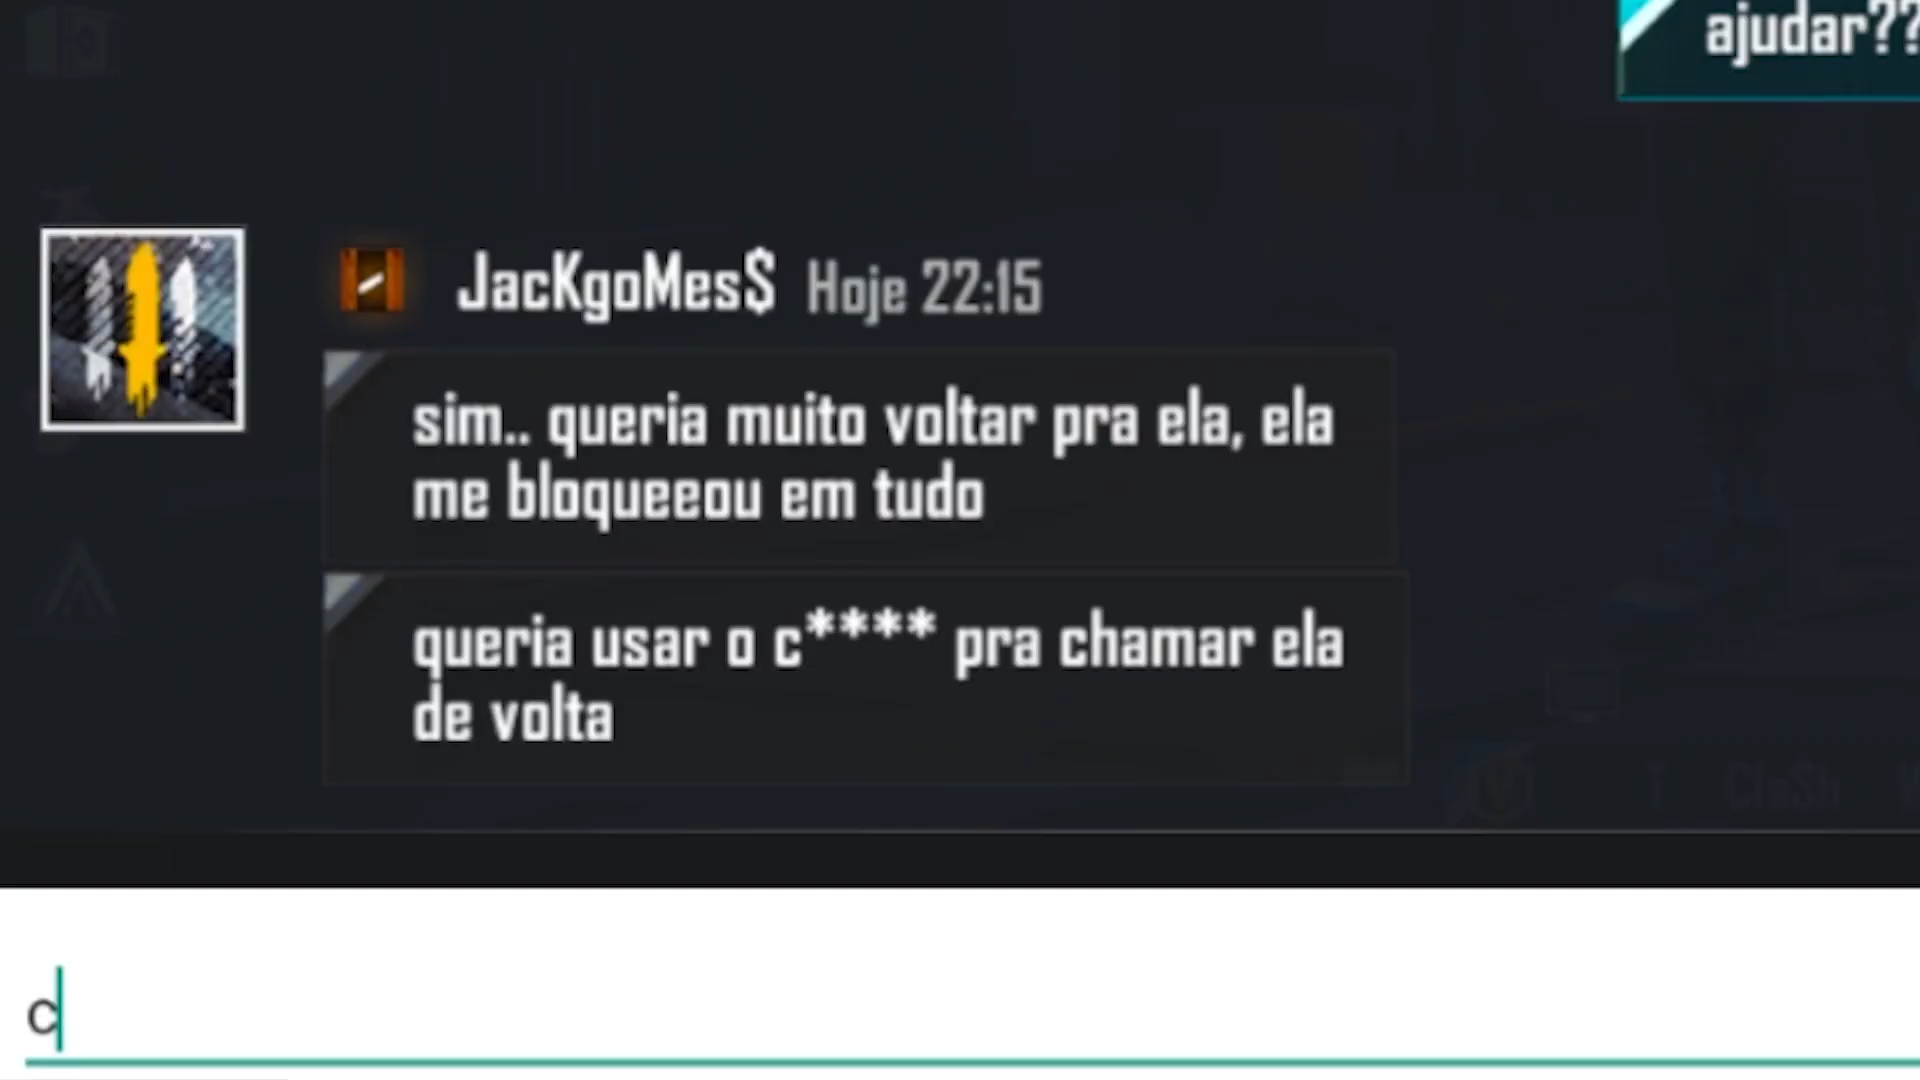 ajudar??
JacKgoMes$ Hoje 22:15
sim.. queria muito voltar pra ela, ela
me bloqueeou em tudo
queria usar o c**** pra chamar ela
de volta
T ClaSh
c